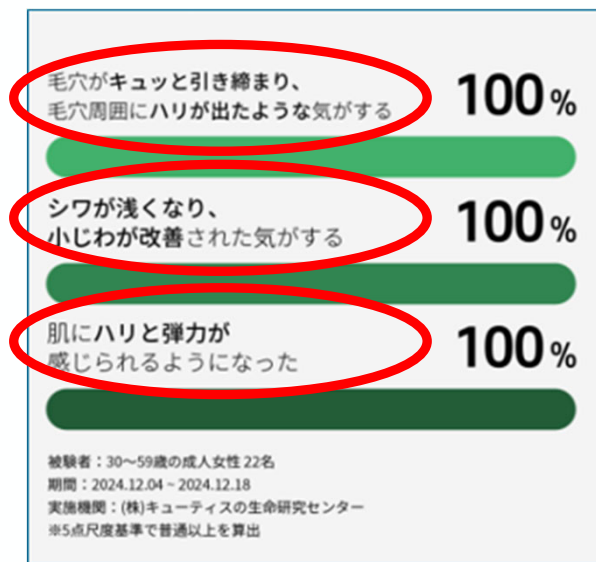 毛穴がキュッと引き締まり、
毛穴周囲にハリが出たような気がする
100%
シワが浅くなり、
小じわが改善された気がする
100%
肌にハリと弾力が
感じられるようになった
100%
被験者：30～59歳の成人女性 22名
期間：2024.12.04 ~ 2024.12.18
実施機関：(株)キューティスの生命研究センター
※5点尺度基準で普通以上を算出